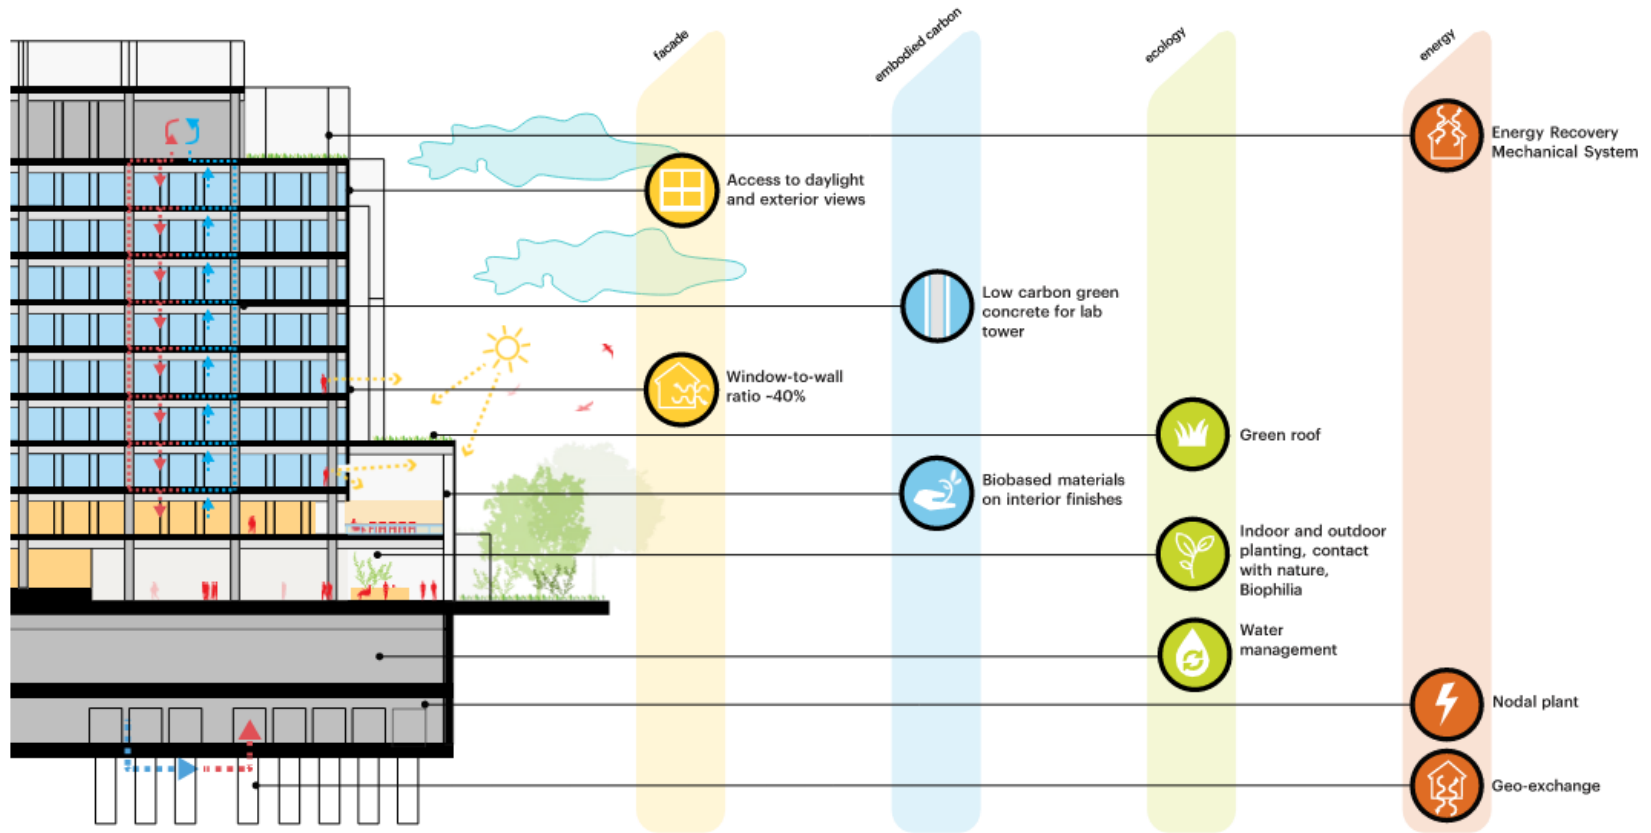 facade
embodied carbon
ecology
energy
Energy Recovery
Mechanical System
Access to daylight
and exterior views
Low carbon green
concrete for lab
tower
Window-to-wall
ratio ~40%
Green roof
Biobased materials
on interior finishes
Indoor and outdoor
planting, contact
with nature,
Biophilia
Water
management
Nodal plant
Geo-exchange